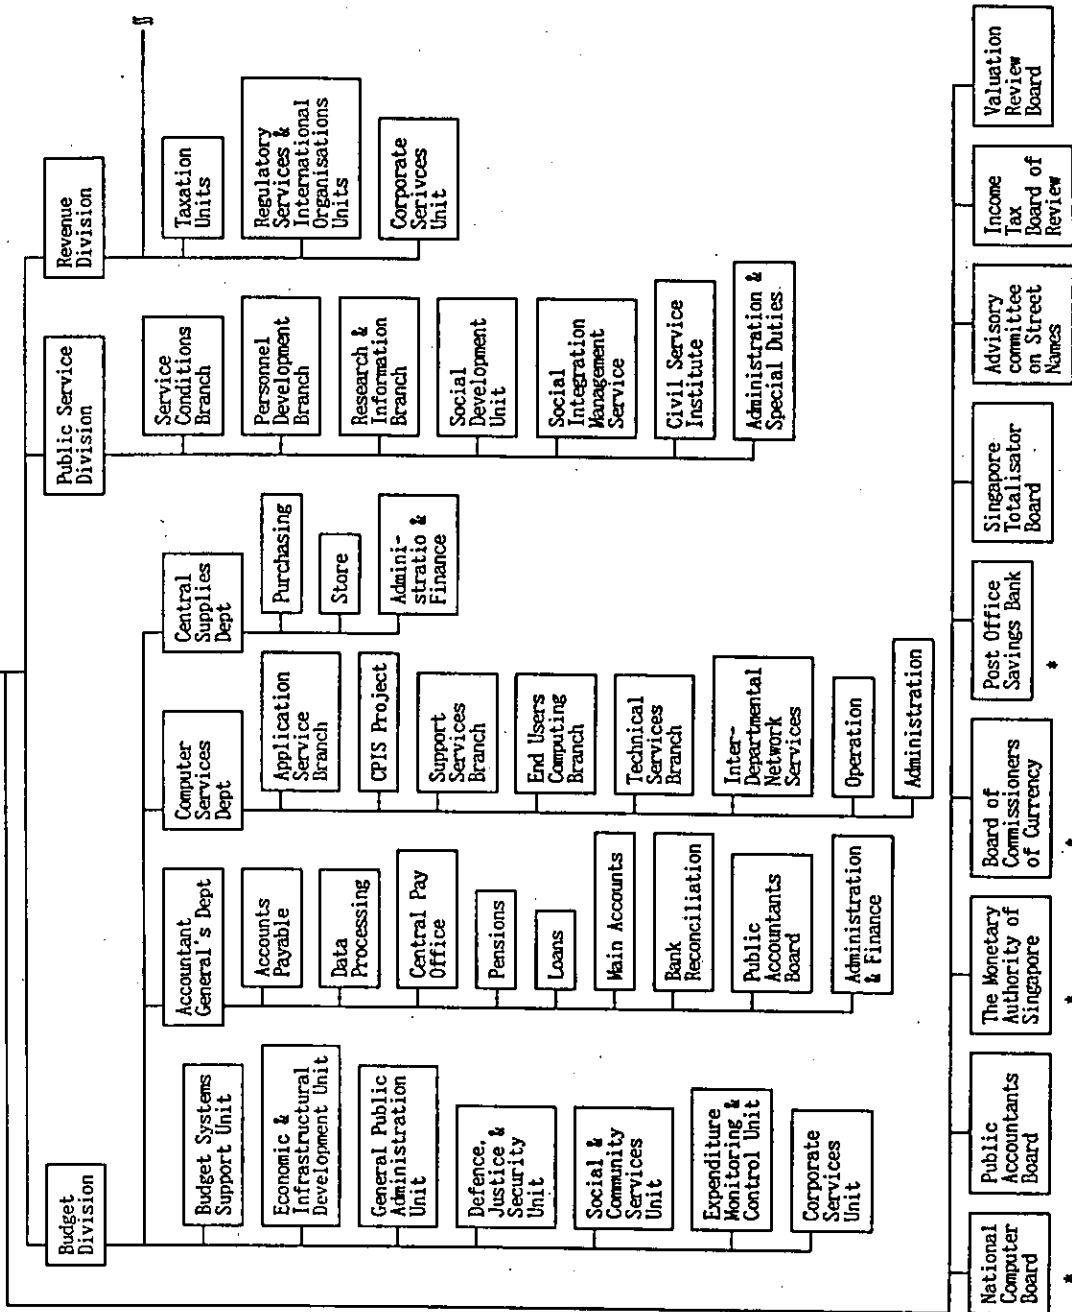 Budget
Division
Public Service
Division
Revenue
Division
Budget Systems
Support Unit
Economic &
Infrastructural
Development Unit
General Public
Administration
Unit
Defence,
Justice &
Security
Unit
Social &
Community
Services
Unit
Expenditure
Monitoring &
Control Unit
Corporate
Services
Unit
Accountant
General's Dept
Accounts
Payable
Data
Processing
Central Pay
Office
Pensions
Loans
Main Accounts
Bank
Reconciliation
Public
Accountants
Board
Administration
& Finance
Computer
Services
Dept
Application
Service
Branch
CPIS Project
Support
Services
Branch
End Users
Computing
Branch
Technical
Services
Branch
Inter-
Departmental
Network
Services
Operation
Administration
Central
Supplies
Dept
Purchasing
Store
Admini-
stratio &
Finance
Service
Conditions
Branch
Personnel
Development
Branch
Research &
Information
Branch
Social
Development
Unit
Social
Integration
Management
Service
Civil Service
Institute
Administration &
Special Duties
Taxation
Units
Regulatory
Services &
International
Organisations
Units
Corporate
Serivces
Unit
National
Computer
Board
*
Public
Accountants
Board
The Monetary
Authority of
Singapore
*
Board of
Commissioners
of Currency
*
Post Office
Savings Bank
*
Singapore
Totalisator
Board
Advisory
committee
on Street
Names
Income
Tax
Board of
Review
Valuation
Review
Board